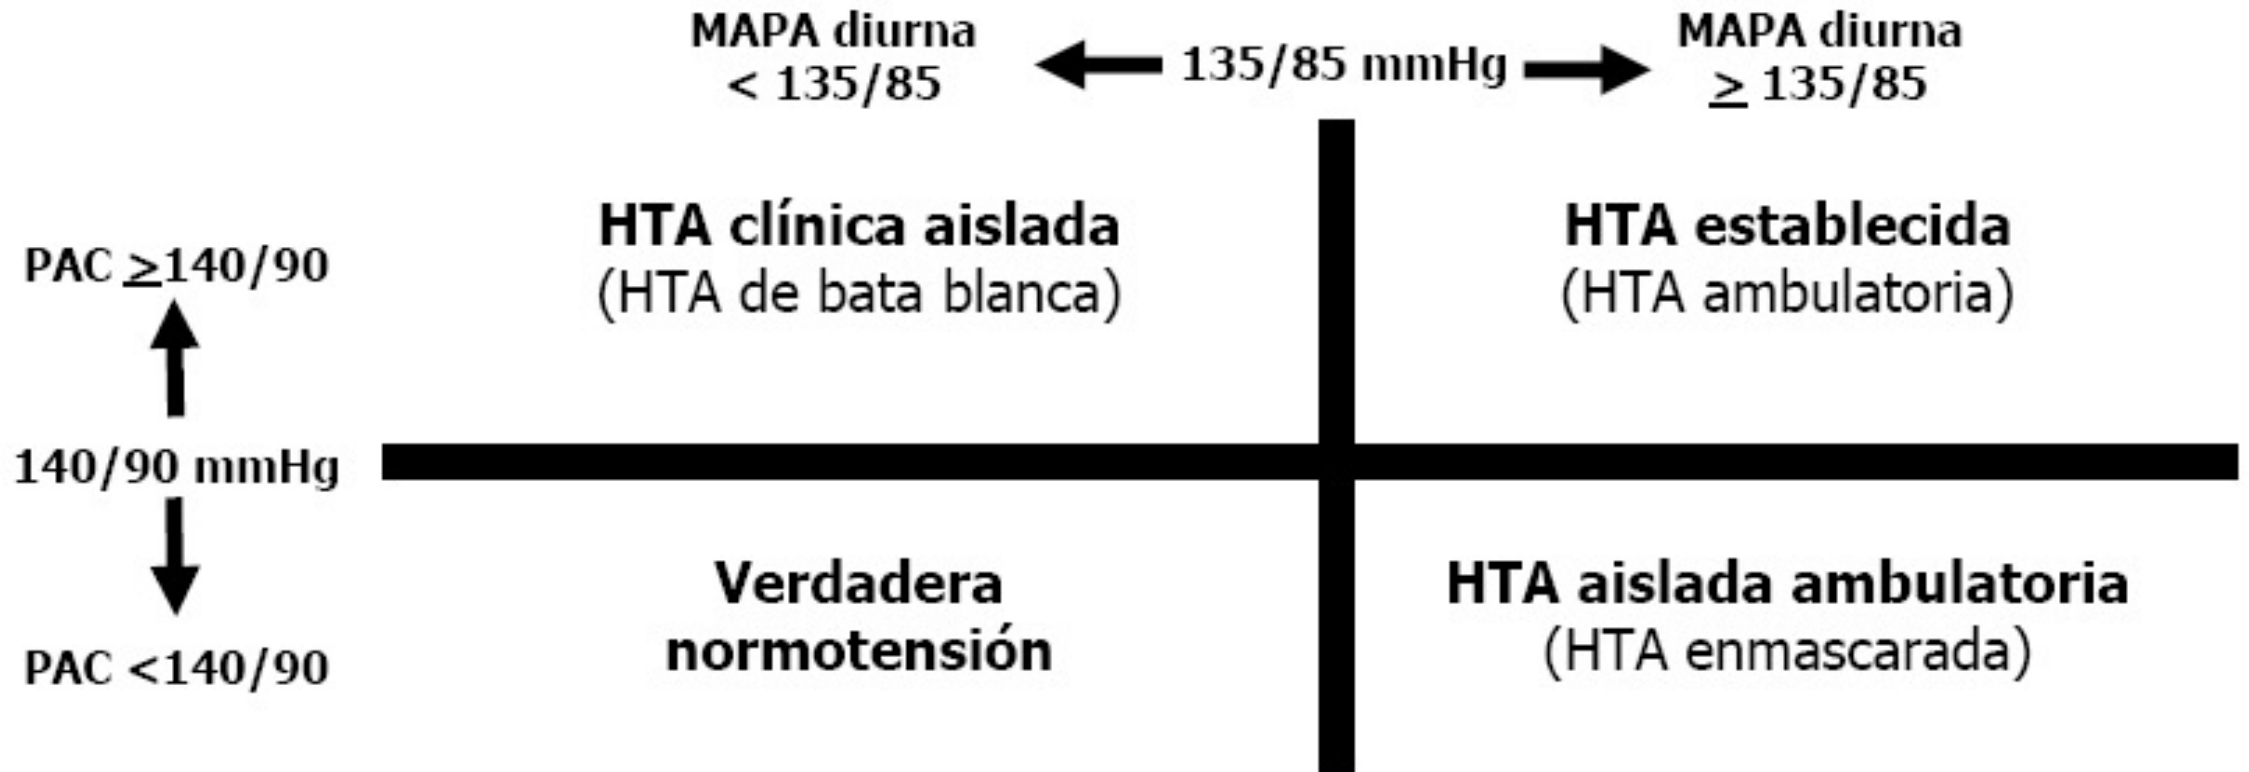 MAPA diurna
< 135/85
135/85 mmHg
MAPA diurna
≥ 135/85
HTA clínica aislada
(HTA de bata blanca)
HTA establecida
(HTA ambulatoria)
PAC ≥140/90
140/90 mmHg
PAC <140/90
Verdadera
normotensión
HTA aislada ambulatoria
(HTA enmascarada)